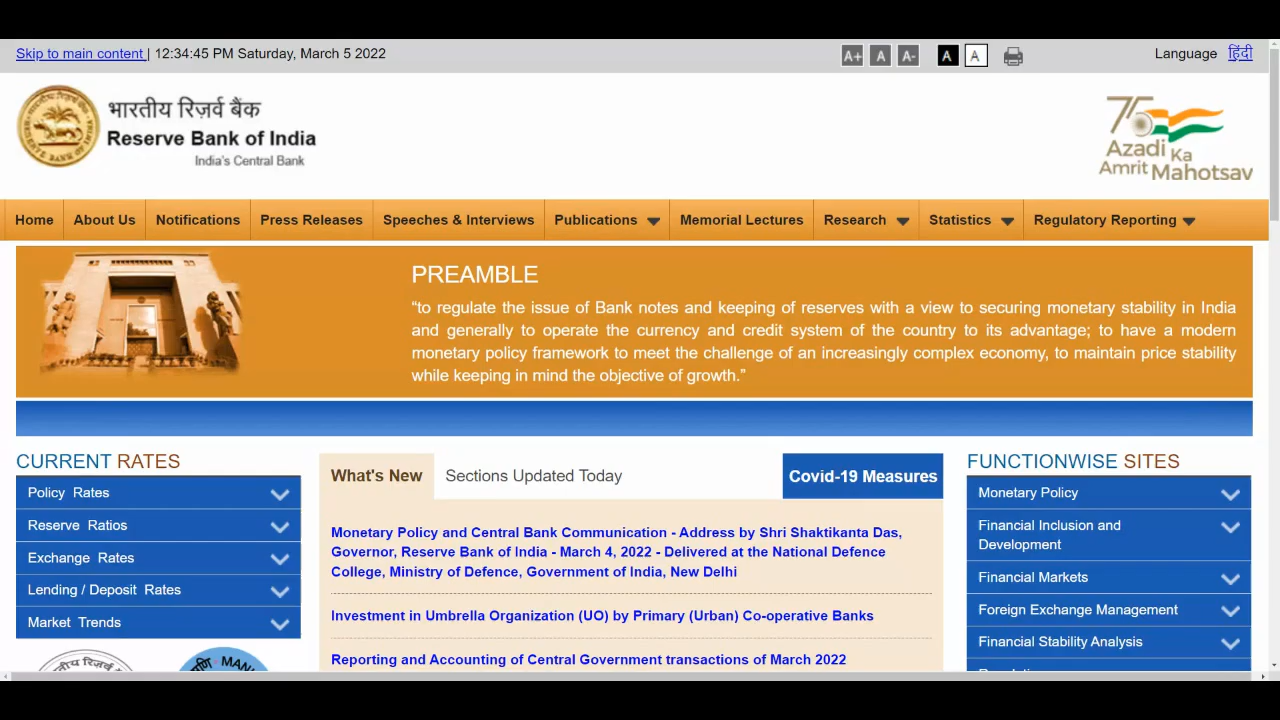 Skip to main content | 12:34:45 PM Saturday, March 5 2022
A+ A A- A A
Language हिंदी
भारतीय रिज़र्व बैंक
Reserve Bank of India
India's Central Bank
75
Azadi Ka
Amrit Mahotsav
Home About Us Notifications Press Releases Speeches & Interviews Publications Memorial Lectures Research Statistics Regulatory Reporting
PREAMBLE
“to regulate the issue of Bank notes and keeping of reserves with a view to securing monetary stability in India
and generally to operate the currency and credit system of the country to its advantage; to have a modern
monetary policy framework to meet the challenge of an increasingly complex economy, to maintain price stability
while keeping in mind the objective of growth.”
CURRENT RATES
Policy Rates
Reserve Ratios
Exchange Rates
Lending / Deposit Rates
Market Trends
What's New Sections Updated Today Covid-19 Measures
Monetary Policy and Central Bank Communication - Address by Shri Shaktikanta Das,
Governor, Reserve Bank of India - March 4, 2022 - Delivered at the National Defence
College, Ministry of Defence, Government of India, New Delhi
Investment in Umbrella Organization (UO) by Primary (Urban) Co-operative Banks
Reporting and Accounting of Central Government transactions of March 2022
FUNCTIONWISE SITES
Monetary Policy
Financial Inclusion and
Development
Financial Markets
Foreign Exchange Management
Financial Stability Analysis